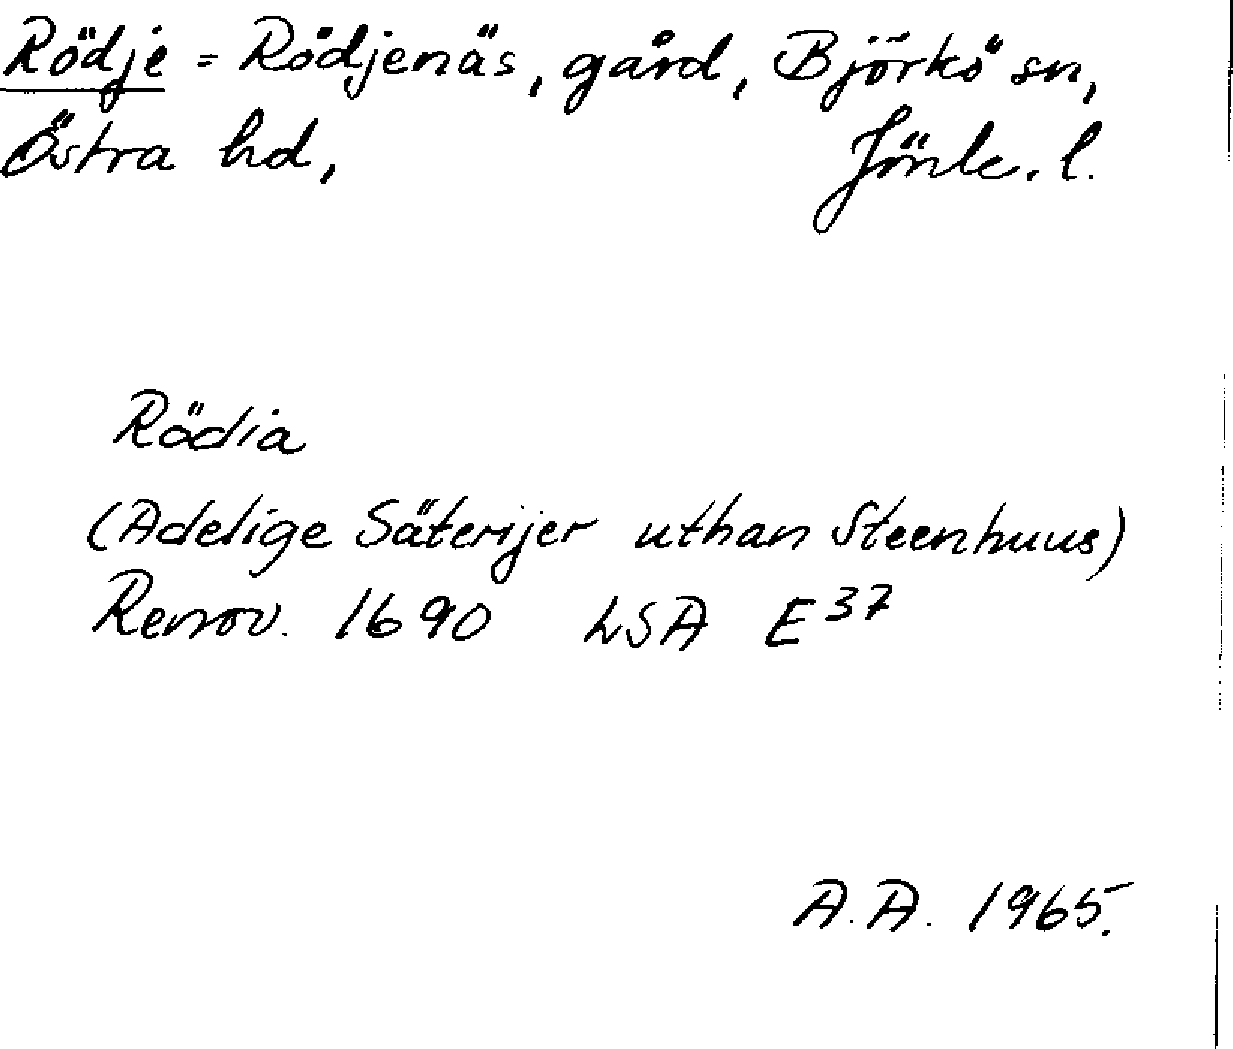 Rödje = Rödjenäs, gård, Björkö sn,
Östra hd, Jönk. l.
Rödia
(Adelige Säterijer uthan Steenhuus)
Renov. 1690 LSA E³⁷
A.A. 1965.